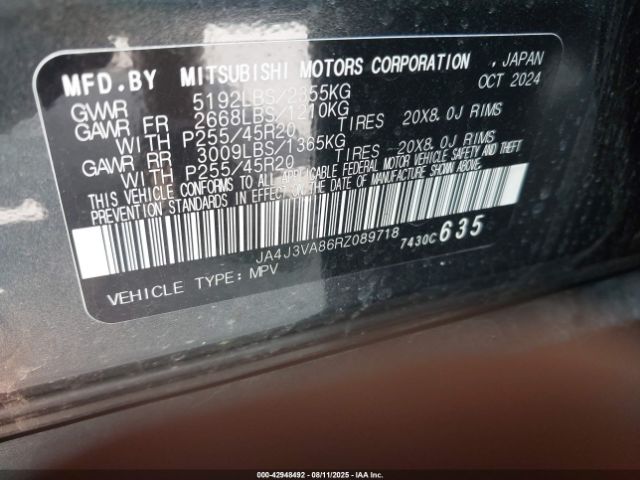 MFD.BY MITSUBISHI MOTORS CORPORATION , JAPAN
OCT 2024
GVWR 5192LBS/2355KG
GAWR FR 2668LBS/1210KG
WITH P255/45R20 TIRES 20X8.0J RIMS
GAWR RR 3009LBS/1365KG
WITH P255/45R20 TIRES 20X8.0J RIMS
THIS VEHICLE CONFORMS TO ALL APPLICABLE FEDERAL MOTOR VEHICLE SAFETY AND THEFT
PREVENTION STANDARDS IN EFFECT ON THE DATE OF MANUFACTURE SHOWN ABOVE.
JA4J3VA86RZ089718
7430C 635
VEHICLE TYPE: MPV
000-42948492 - 08/11/2025 - IAA Inc.